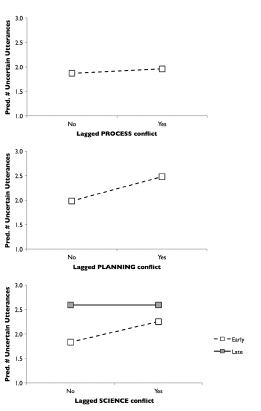 Pred. # Uncertain Utterances
3.0
2.5
2.0
1.5
1.0
No Yes
Lagged PROCESS conflict
Pred. # Uncertain Utterances
3.0
2.5
2.0
1.5
1.0
No Yes
Lagged PLANNING conflict
Pred. # Uncertain Utterances
3.0
2.5
2.0
1.5
1.0
No Yes
Lagged SCIENCE conflict
Early
Late